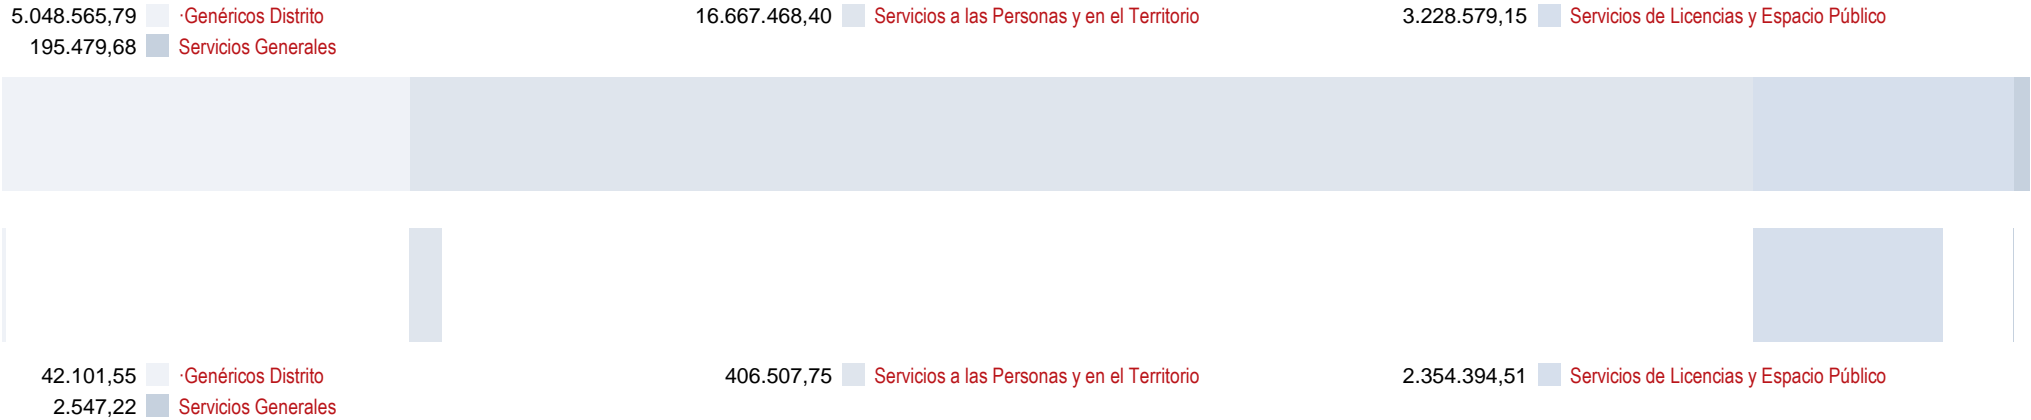 5.048.565,79 ·Genéricos Distrito 16.667.468,40 Servicios a las Personas y en el Territorio 3.228.579,15 Servicios de Licencias y Espacio Público
195.479,68 Servicios Generales
42.101,55 ·Genéricos Distrito 406.507,75 Servicios a las Personas y en el Territorio 2.354.394,51 Servicios de Licencias y Espacio Público
2.547,22 Servicios Generales